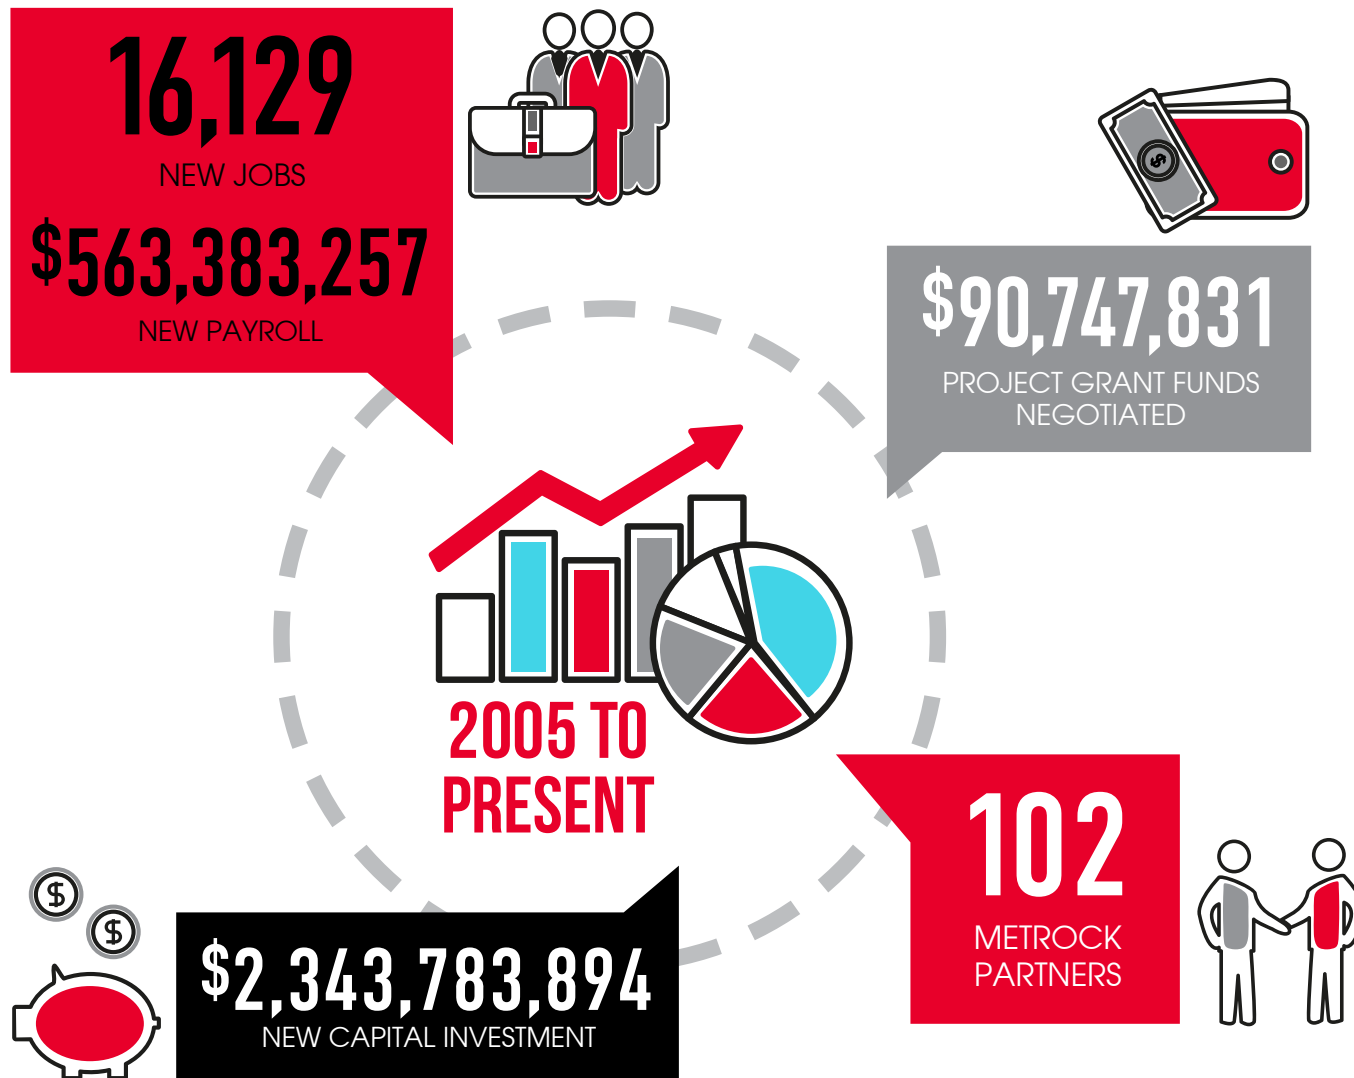 16,129
NEW JOBS
$563,383,257
NEW PAYROLL
$
$90,747,831
PROJECT GRANT FUNDS
NEGOTIATED
2005 TO
PRESENT
102
METROCK
PARTNERS
$
$
$2,343,783,894
NEW CAPITAL INVESTMENT